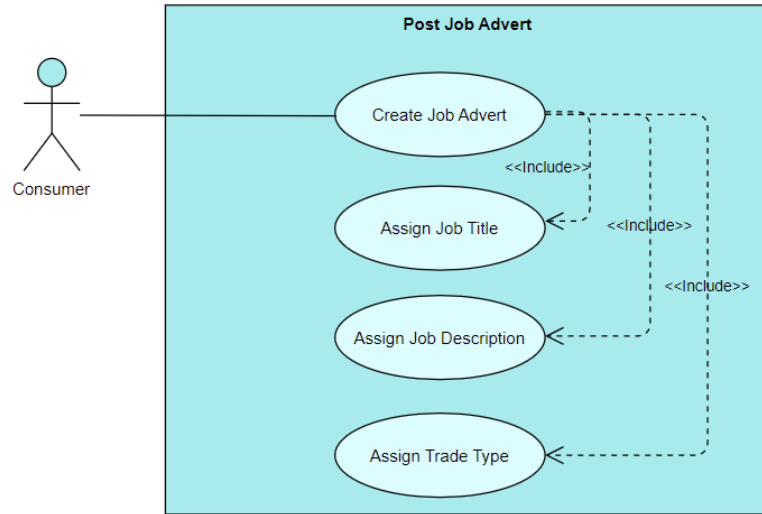 Post Job Advert
Create Job Advert
Consumer
<<Include>>
Assign Job Title
<<Include>>
<<Include>>
Assign Job Description
Assign Trade Type